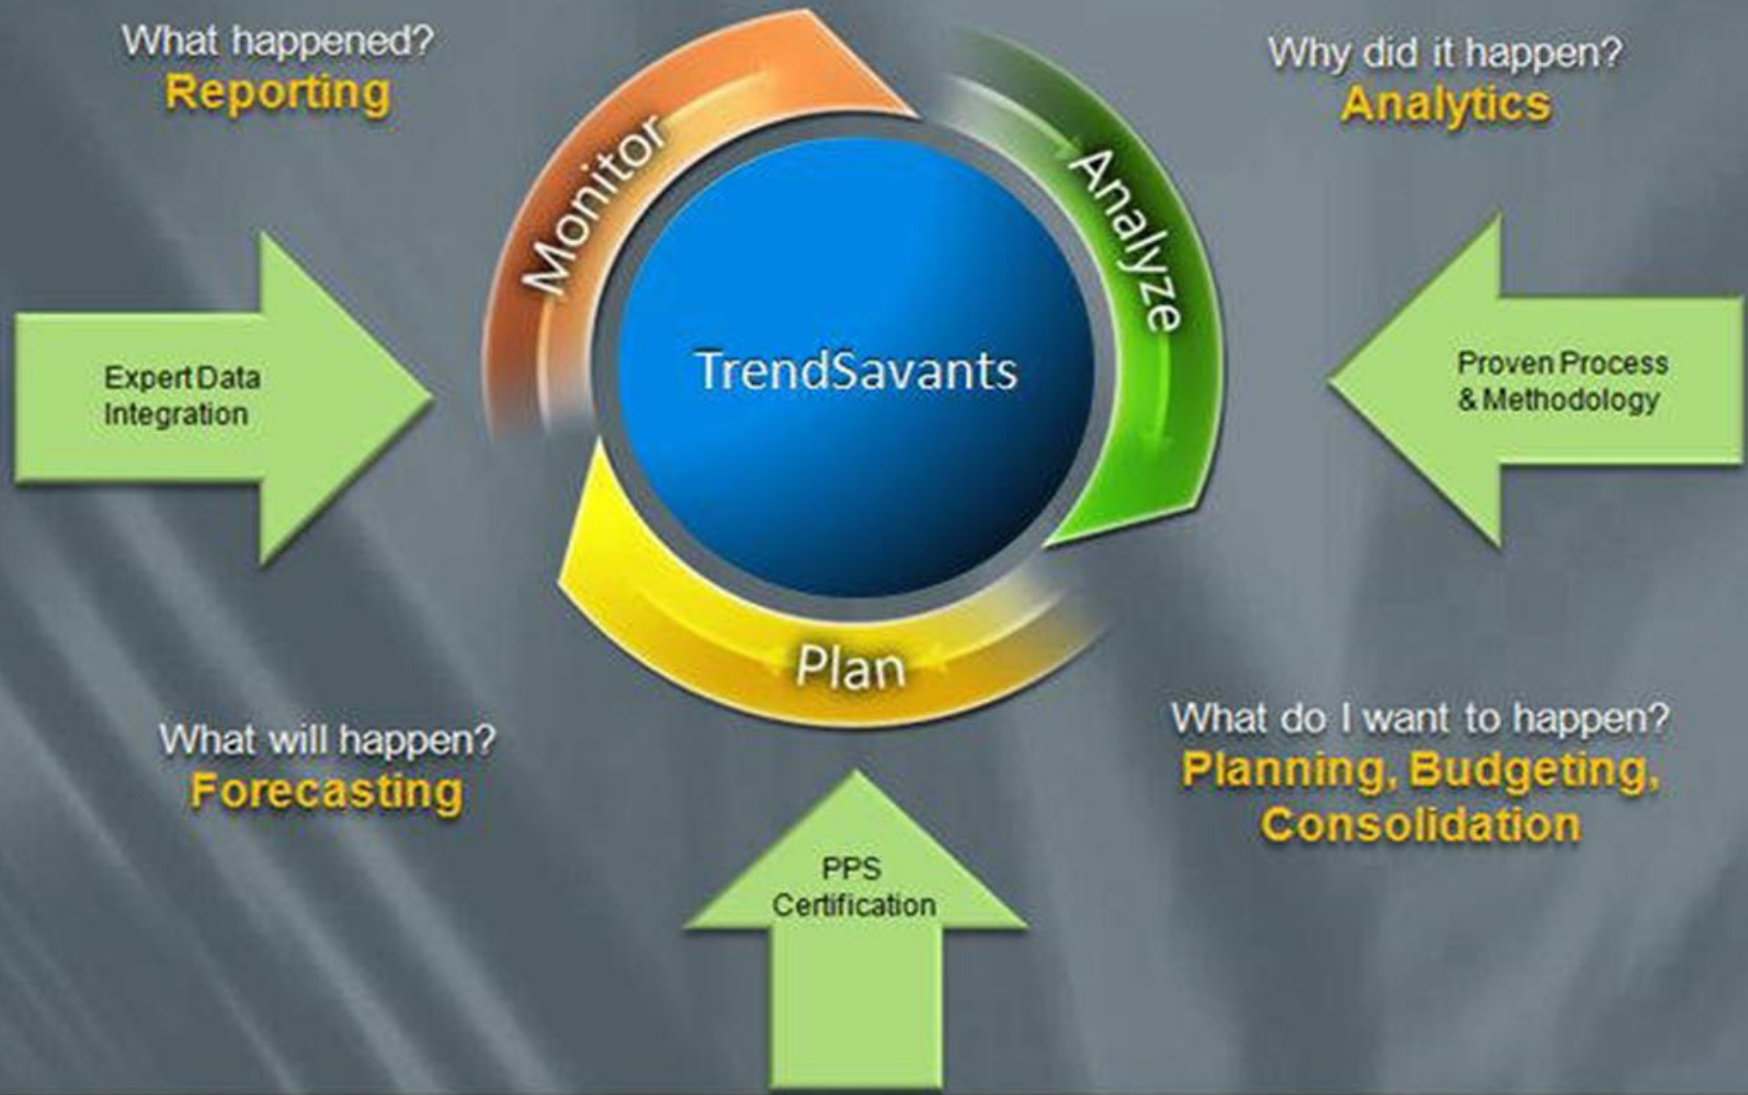 What happened?
Reporting
Why did it happen?
Analytics
Monitor
Analyze
TrendSavants
Expert Data
Integration
Proven Process
& Methodology
Plan
What will happen?
Forecasting
What do I want to happen?
Planning, Budgeting,
Consolidation
PPS
Certification